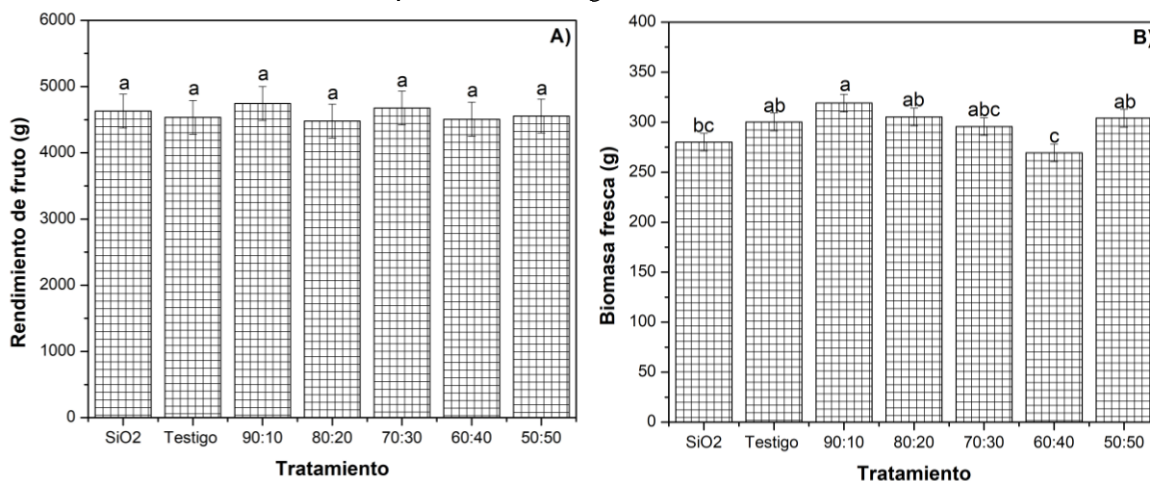 A)
Rendimiento de fruto (g)
6000
5000
4000
3000
2000
1000
0
a a a a a a a
SiO2 Testigo 90:10 80:20 70:30 60:40 50:50
Tratamiento
B)
Biomasa fresca (g)
400
350
300
250
200
150
100
50
0
bc ab a ab abc c ab
SiO2 Testigo 90:10 80:20 70:30 60:40 50:50
Tratamiento